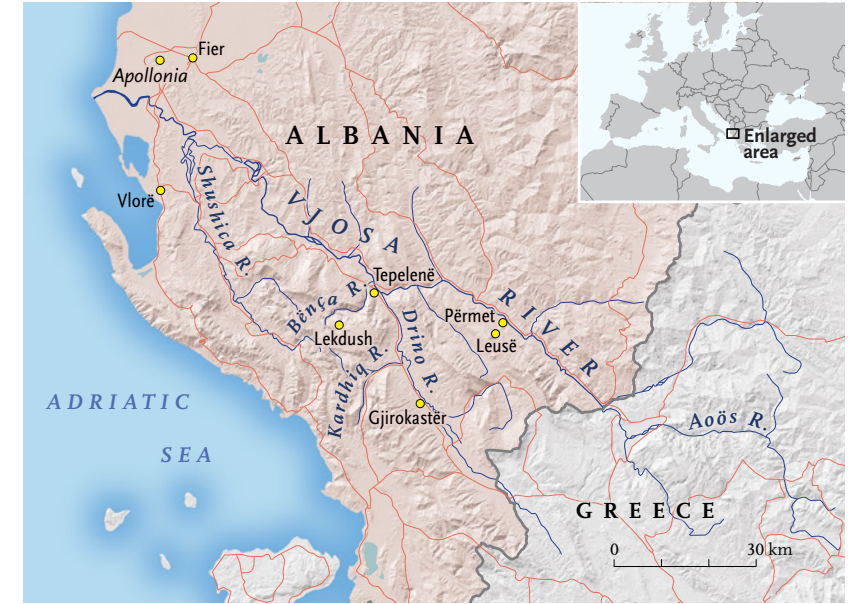 Fier
Apollonia
ALBANIA
Enlarged
area
Vlorë
Shushica R.
VJOSA
RIVER
Tepelenë
Bënça R.
Përmet
Lekdush
Drino R.
Leusë
Kardhiq R.
Gjirokastër
Aoös R.
ADRIATIC
SEA
GREECE
0 30 km